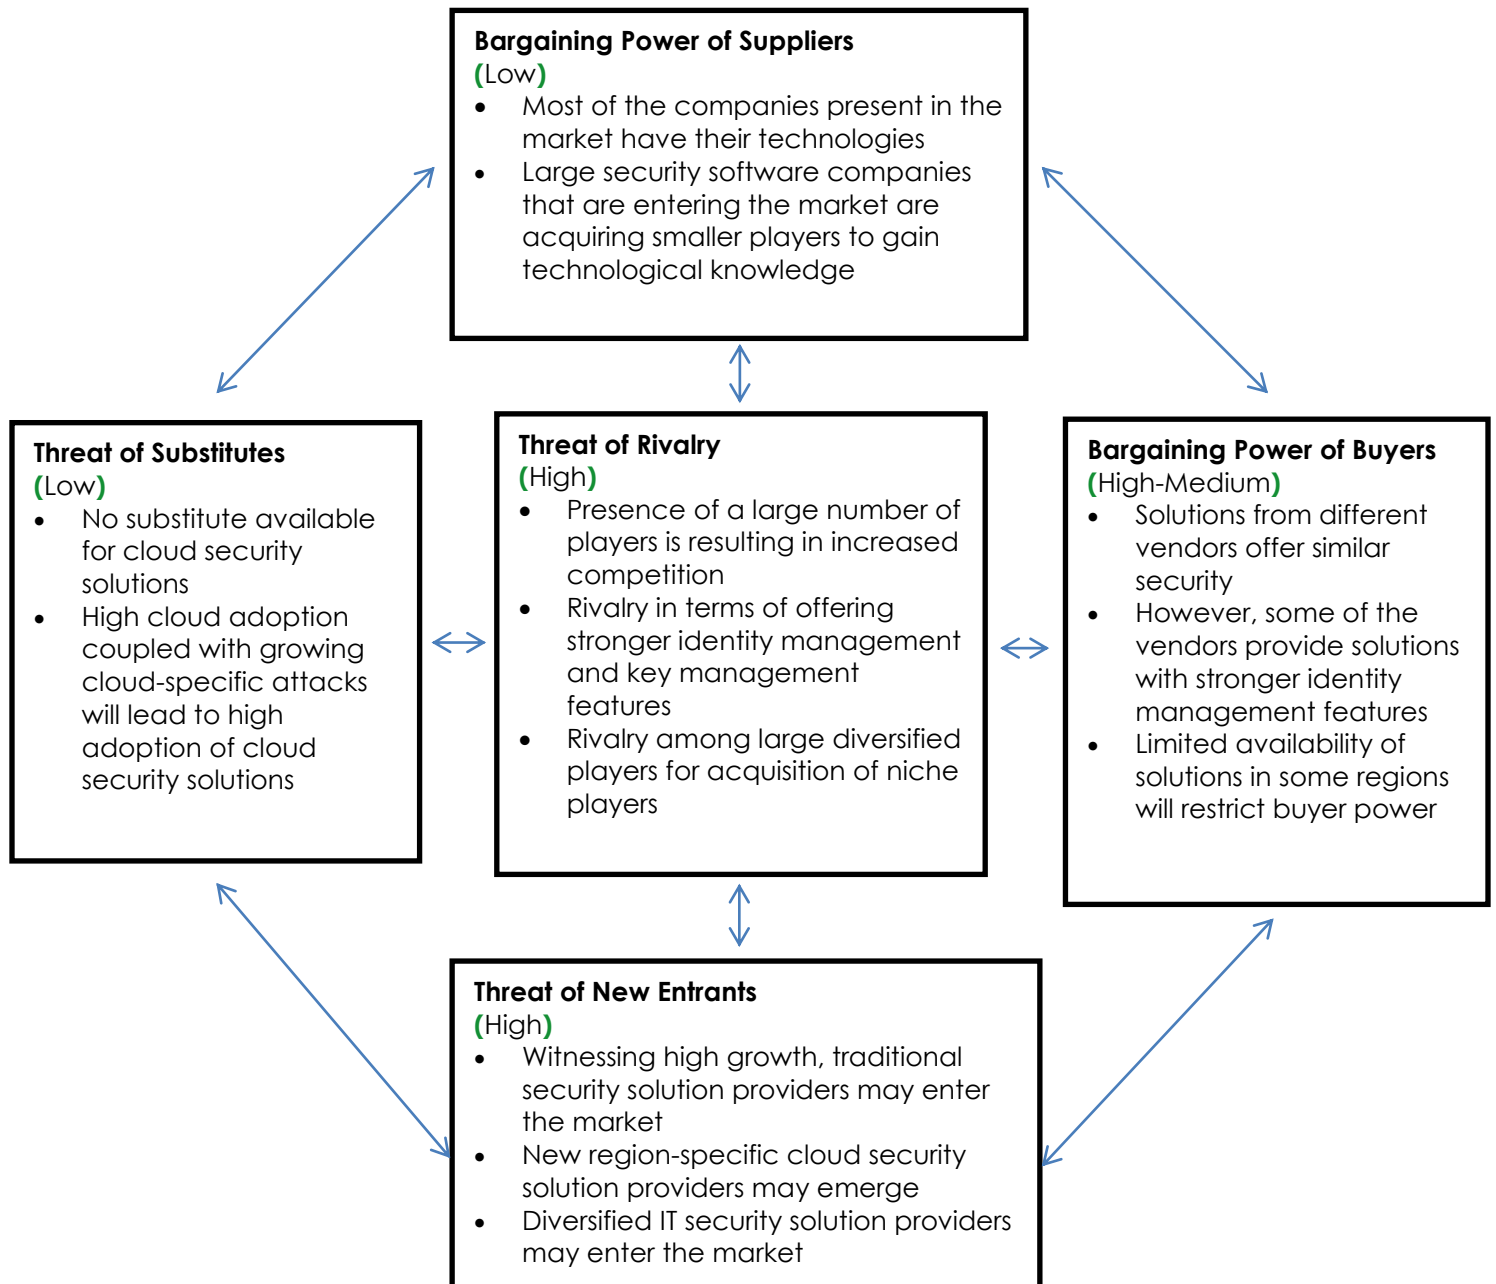 Bargaining Power of Suppliers
(Low)
• Most of the companies present in the
market have their technologies
• Large security software companies
that are entering the market are
acquiring smaller players to gain
technological knowledge
Threat of Substitutes
(Low)
• No substitute available
for cloud security
solutions
• High cloud adoption
coupled with growing
cloud-specific attacks
will lead to high
adoption of cloud
security solutions
Threat of Rivalry
(High)
• Presence of a large number of
players is resulting in increased
competition
• Rivalry in terms of offering
stronger identity management
and key management
features
• Rivalry among large diversified
players for acquisition of niche
players
Bargaining Power of Buyers
(High-Medium)
• Solutions from different
vendors offer similar
security
• However, some of the
vendors provide solutions
with stronger identity
management features
• Limited availability of
solutions in some regions
will restrict buyer power
Threat of New Entrants
(High)
• Witnessing high growth, traditional
security solution providers may enter
the market
• New region-specific cloud security
solution providers may emerge
• Diversified IT security solution providers
may enter the market